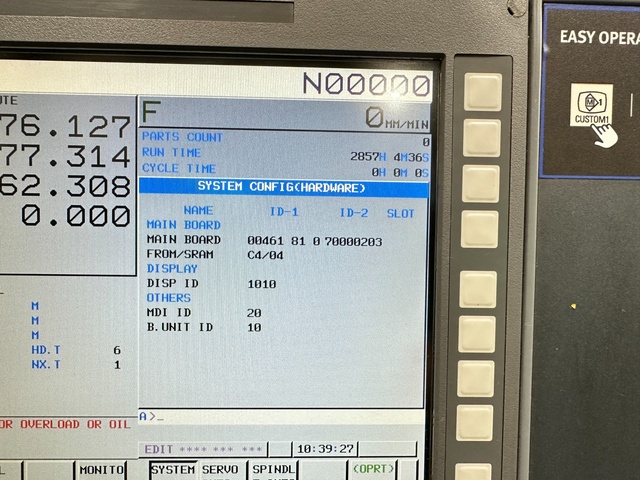 EASY OPERA
CUSTOM1
N00000
76.127
77.314
62.308
0.000
F 0 MM/MIN
PARTS COUNT 0
RUN TIME 2857H 4M36S
CYCLE TIME 0H 0M 0S
SYSTEM CONFIG(HARDWARE)
NAME ID-1 ID-2 SLOT
MAIN BOARD
MAIN BOARD 00461 81 0 70000203
FROM/SRAM C4/04
DISPLAY
DISP ID 1010
OTHERS
MDI ID 20
B.UNIT ID 10
M
M
M
HD.T 6
NX.T 1
OR OVERLOAD OR OIL
A>_
EDIT **** *** *** 10:39:27
MONITO SYSTEM SERVO SPINDL (OPRT)